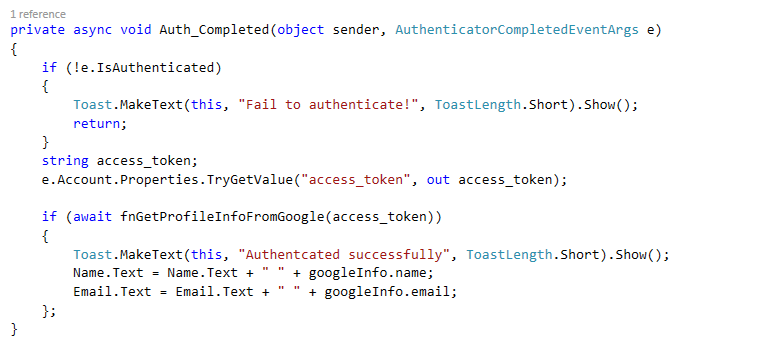 1 reference
private async void Auth_Completed(object sender, AuthenticatorCompletedEventArgs e)
{
    if (!e.IsAuthenticated)
    {
        Toast.MakeText(this, "Fail to authenticate!", ToastLength.Short).Show();
        return;
    }
    string access_token;
    e.Account.Properties.TryGetValue("access_token", out access_token);

    if (await fnGetProfileInfoFromGoogle(access_token))
    {
        Toast.MakeText(this, "Authentcated successfully", ToastLength.Short).Show();
        Name.Text = Name.Text + " " + googleInfo.name;
        Email.Text = Email.Text + " " + googleInfo.email;
    };
}